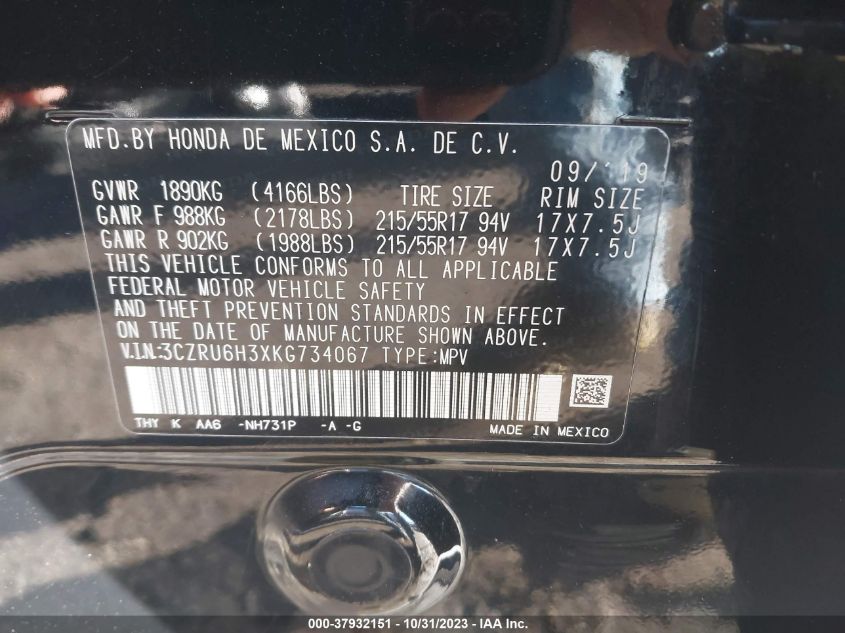 MFD.BY HONDA DE MEXICO S.A. DE C.V.
09/'19
GVWR 1890KG (4166LBS) TIRE SIZE RIM SIZE
GAWR F 988KG (2178LBS) 215/55R17 94V 17X7.5J
GAWR R 902KG (1988LBS) 215/55R17 94V 17X7.5J
THIS VEHICLE CONFORMS TO ALL APPLICABLE
FEDERAL MOTOR VEHICLE SAFETY
AND THEFT PREVENTION STANDARDS IN EFFECT
ON THE DATE OF MANUFACTURE SHOWN ABOVE.
V.I.N-3CZRU6H3XKG734067 TYPE:MPV
THY K AA6 -NH731P -A -G MADE IN MEXICO
000-37932151 - 10/31/2023 - IAA Inc.